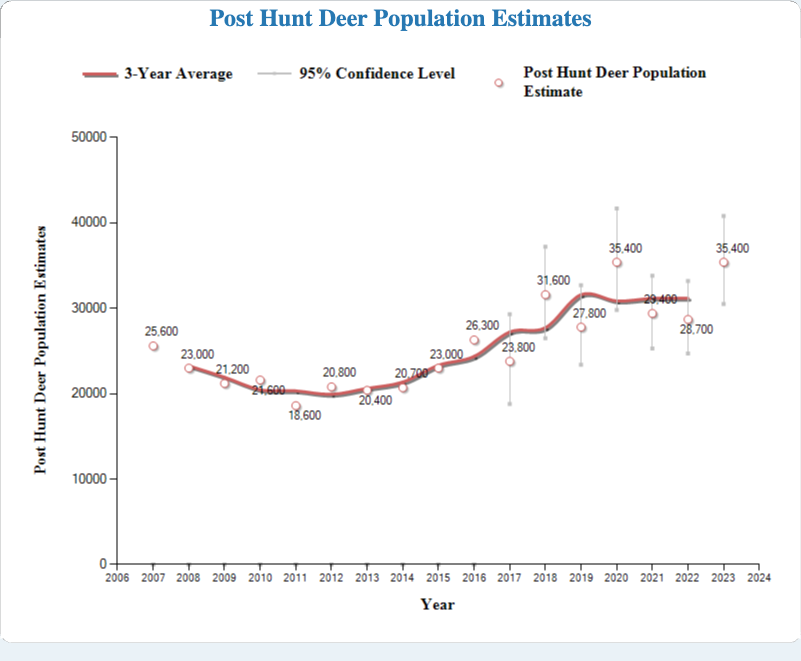 Post Hunt Deer Population Estimates
3-Year Average
95% Confidence Level
Post Hunt Deer Population
Estimate
50000
40000
30000
20000
10000
0
Post Hunt Deer Population Estimates
25,600
23,000
21,200
21,600
18,600
20,800
20,400
20,700
23,000
26,300
23,800
31,600
27,800
35,400
29,400
28,700
35,400
2006 2007 2008 2009 2010 2011 2012 2013 2014 2015 2016 2017 2018 2019 2020 2021 2022 2023 2024
Year